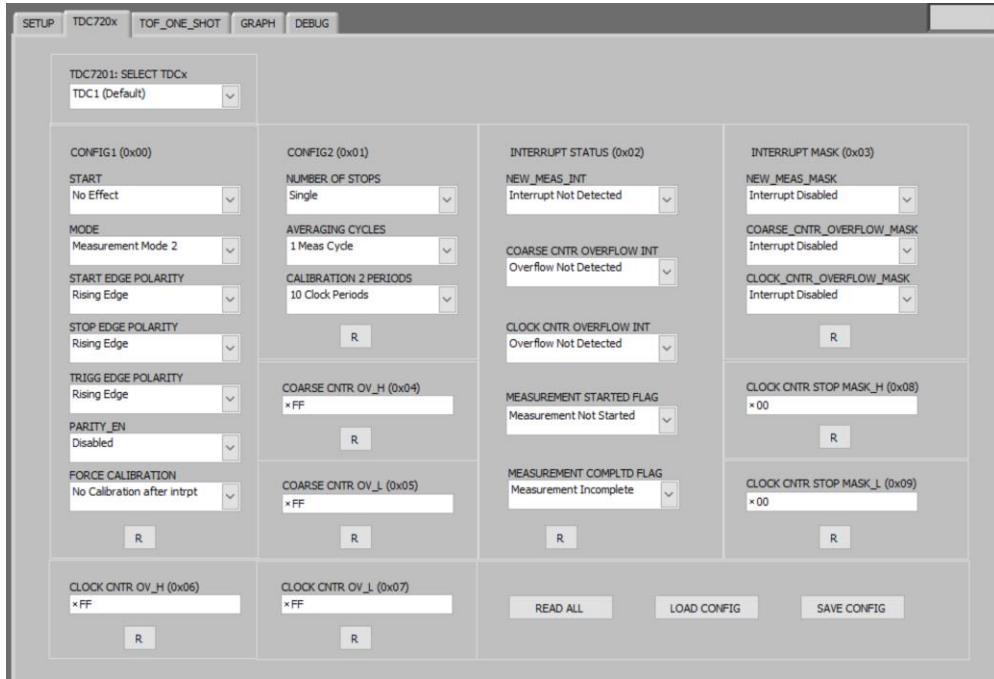 SETUP
TDC720x
TOF_ONE_SHOT
GRAPH
DEBUG
TDC7201: SELECT TDCx
TDC1 (Default)
CONFIG1 (0x00)
START
No Effect
MODE
Measurement Mode 2
START EDGE POLARITY
Rising Edge
STOP EDGE POLARITY
Rising Edge
TRIGG EDGE POLARITY
Rising Edge
PARITY_EN
Disabled
FORCE CALIBRATION
No Calibration after intrpt
R
CONFIG2 (0x01)
NUMBER OF STOPS
Single
AVERAGING CYCLES
1 Meas Cycle
CALIBRATION 2 PERIODS
10 Clock Periods
R
COARSE CNTR OV_H (0x04)
×FF
R
COARSE CNTR OV_L (0x05)
×FF
R
INTERRUPT STATUS (0x02)
NEW_MEAS_INT
Interrupt Not Detected
COARSE CNTR OVERFLOW INT
Overflow Not Detected
CLOCK CNTR OVERFLOW INT
Overflow Not Detected
MEASUREMENT STARTED FLAG
Measurement Not Started
MEASUREMENT COMPLTD FLAG
Measurement Incomplete
R
INTERRUPT MASK (0x03)
NEW_MEAS_MASK
Interrupt Disabled
COARSE_CNTR_OVERFLOW_MASK
Interrupt Disabled
CLOCK_CNTR_OVERFLOW_MASK
Interrupt Disabled
R
CLOCK CNTR STOP MASK_H (0x08)
×00
R
CLOCK CNTR STOP MASK_L (0x09)
×00
R
CLOCK CNTR OV_H (0x06)
×FF
R
CLOCK CNTR OV_L (0x07)
×FF
R
READ ALL
LOAD CONFIG
SAVE CONFIG